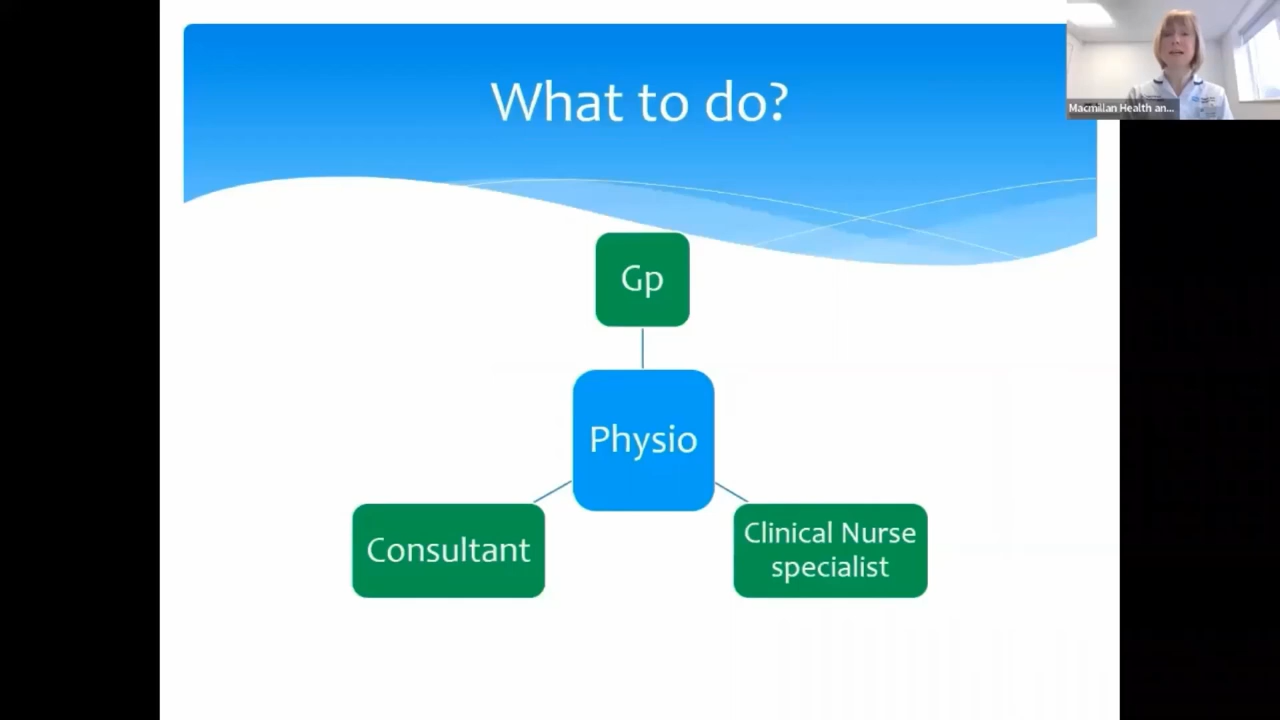 What to do?
Macmillan Health an...
Gp
Physio
Consultant
Clinical Nurse
specialist